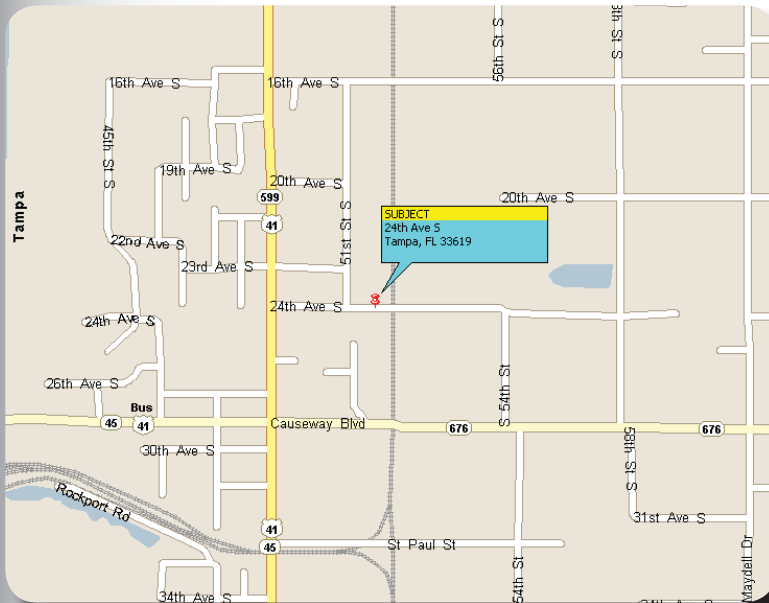 56th St S
58th St S
16th Ave S
16th Ave S
45th St S
19th Ave S
20th Ave S
599
41
20th Ave S
Tampa
51st St S
SUBJECT
24th Ave S
Tampa, FL 33619
22nd Ave S
23rd Ave S
24th Ave S
24th Ave S
26th Ave S
S 54th St
Bus
45
41
Causeway Blvd
676
676
30th Ave S
58th St S
Rockport Rd
41
45
31st Ave S
St Paul St
54th St
Maydell Dr
34th Ave S